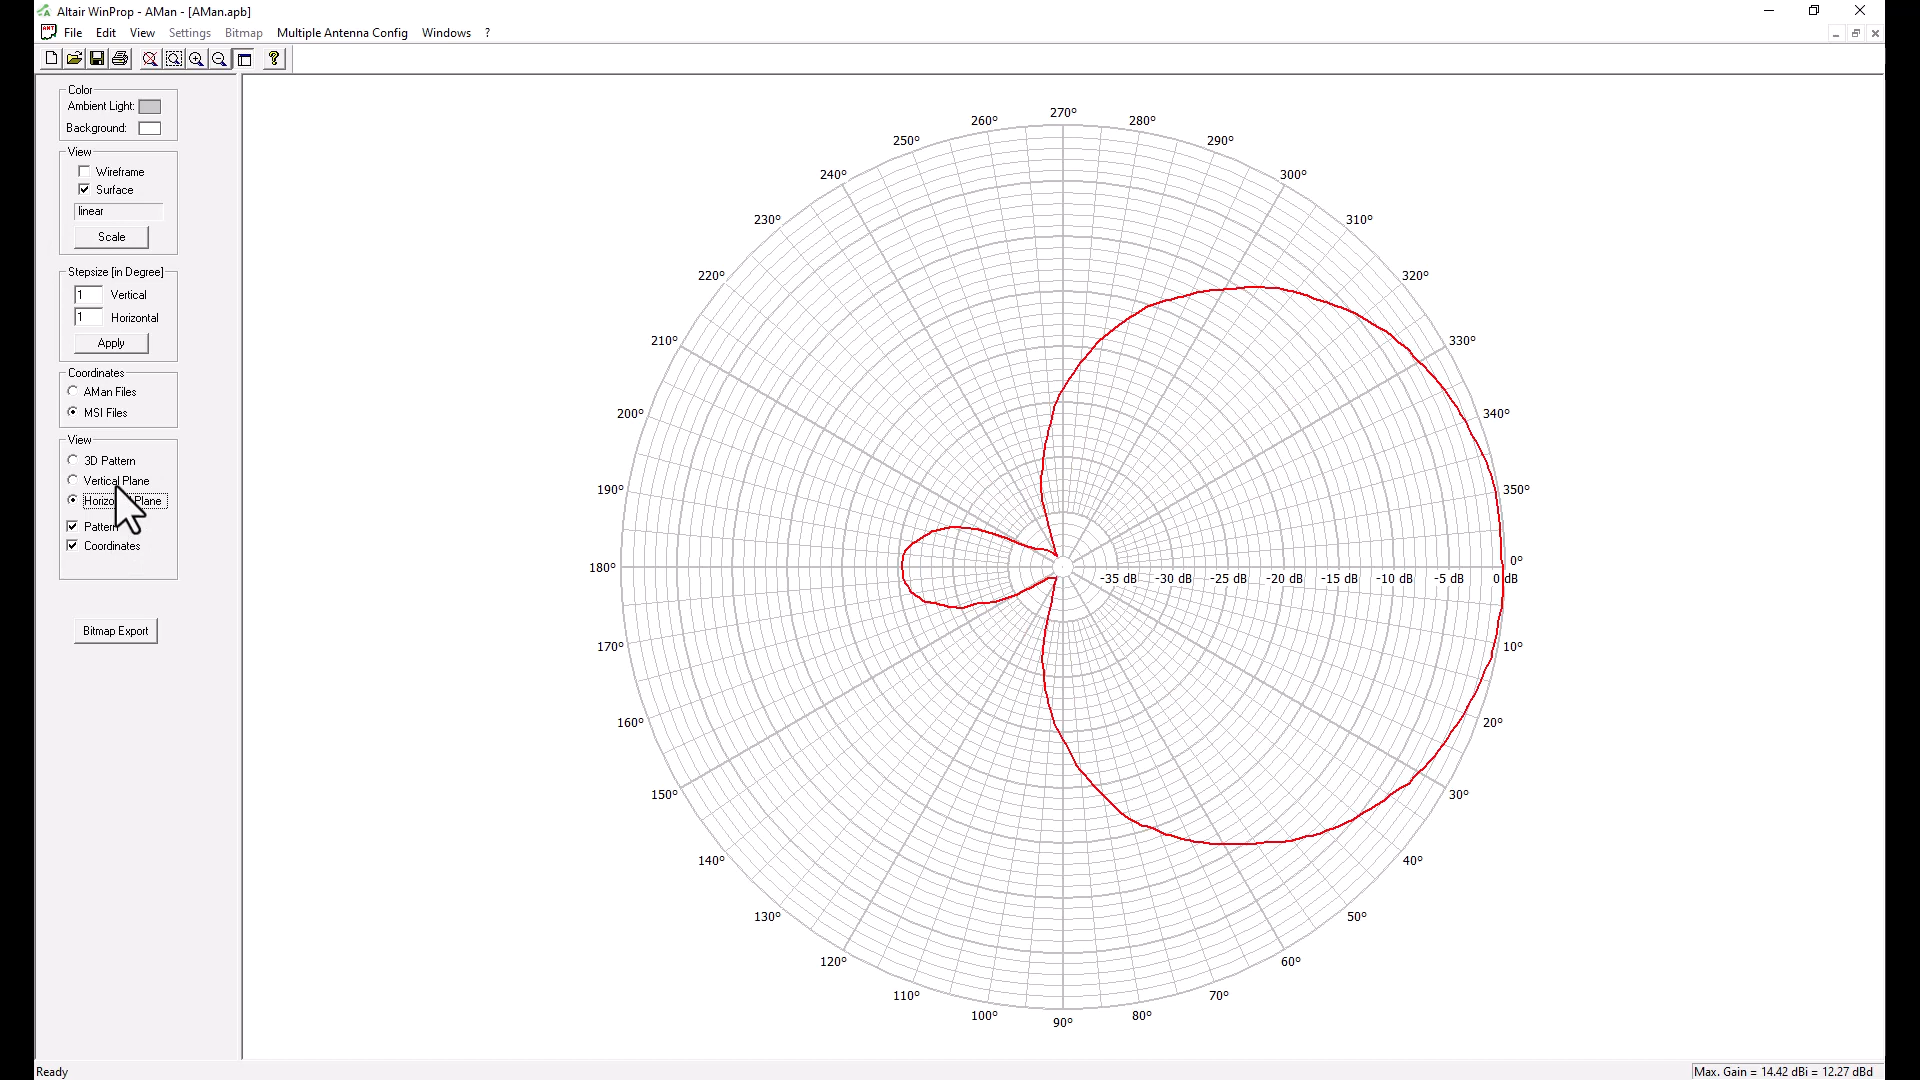 Altair WinProp - AMan - [AMan.apb]
File Edit View Settings Bitmap Multiple Antenna Config Windows ?
Color
Ambient Light:
Background:
View
Wireframe
Surface
linear
Scale
Stepsize [in Degree]
1 Vertical
1 Horizontal
Apply
Coordinates
AMan Files
MSI Files
View
3D Pattern
Vertical Plane
Plane
Pattern
Coordinates
Bitmap Export
270°
260° 280°
250° 290°
240° 300°
230° 310°
220° 320°
210° 330°
200° 340°
190° 350°
180° 0°
-35 dB -30 dB -25 dB -20 dB -15 dB -10 dB -5 dB 0 dB
170° 10°
160° 20°
150° 30°
140° 40°
130° 50°
120° 60°
110° 70°
100° 80°
90°
Ready
Max. Gain = 14.42 dBi = 12.27 dBd